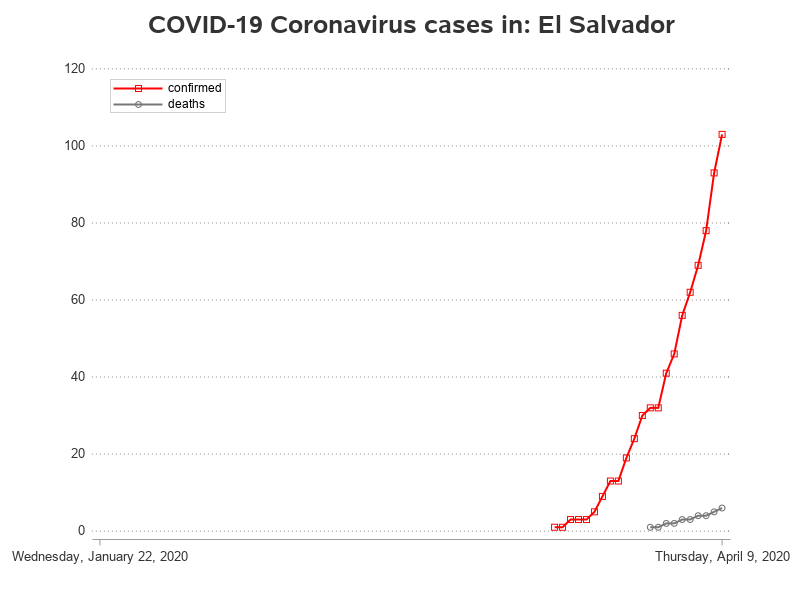 COVID-19 Coronavirus cases in: El Salvador
120
confirmed
deaths
100
80
60
40
20
0
Wednesday, January 22, 2020
Thursday, April 9, 2020